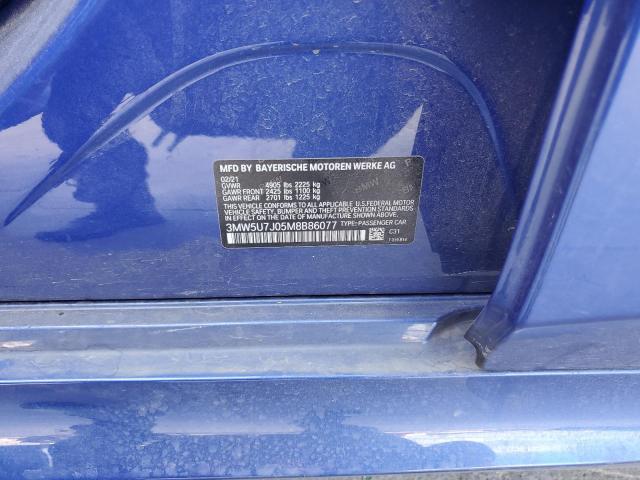 MFD BY BAYERISCHE MOTOREN WERKE AG
02/21
GVWR 4905 lbs 2225 kg
GAWR FRONT 2425 lbs 1100 kg
GAWR REAR 2701 lbs 1225 kg
THIS VEHICLE CONFORMS TO ALL APPLICABLE U.S. FEDERAL MOTOR VEHICLE
SAFETY, BUMPER, AND THEFT PREVENTION STANDARDS IN EFFECT
ON THE DATE OF MANUFACTURE SHOWN ABOVE. TYPE-PASSENGER CAR
3MW5U7J05M8B86077
C31